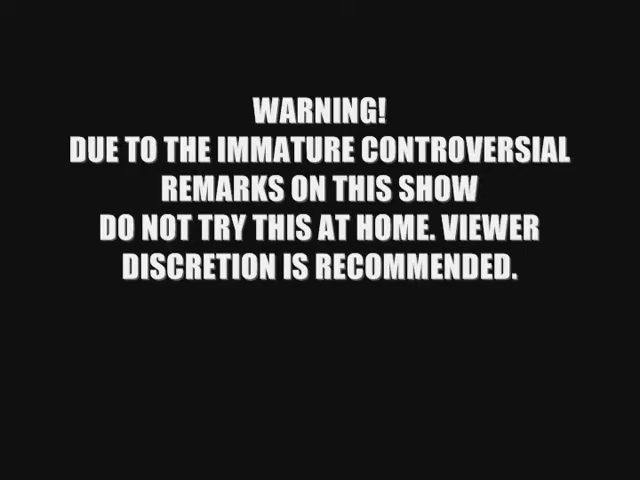 WARNING!
DUE TO THE IMMATURE CONTROVERSIAL
REMARKS ON THIS SHOW
DO NOT TRY THIS AT HOME. VIEWER
DISCRETION IS RECOMMENDED.